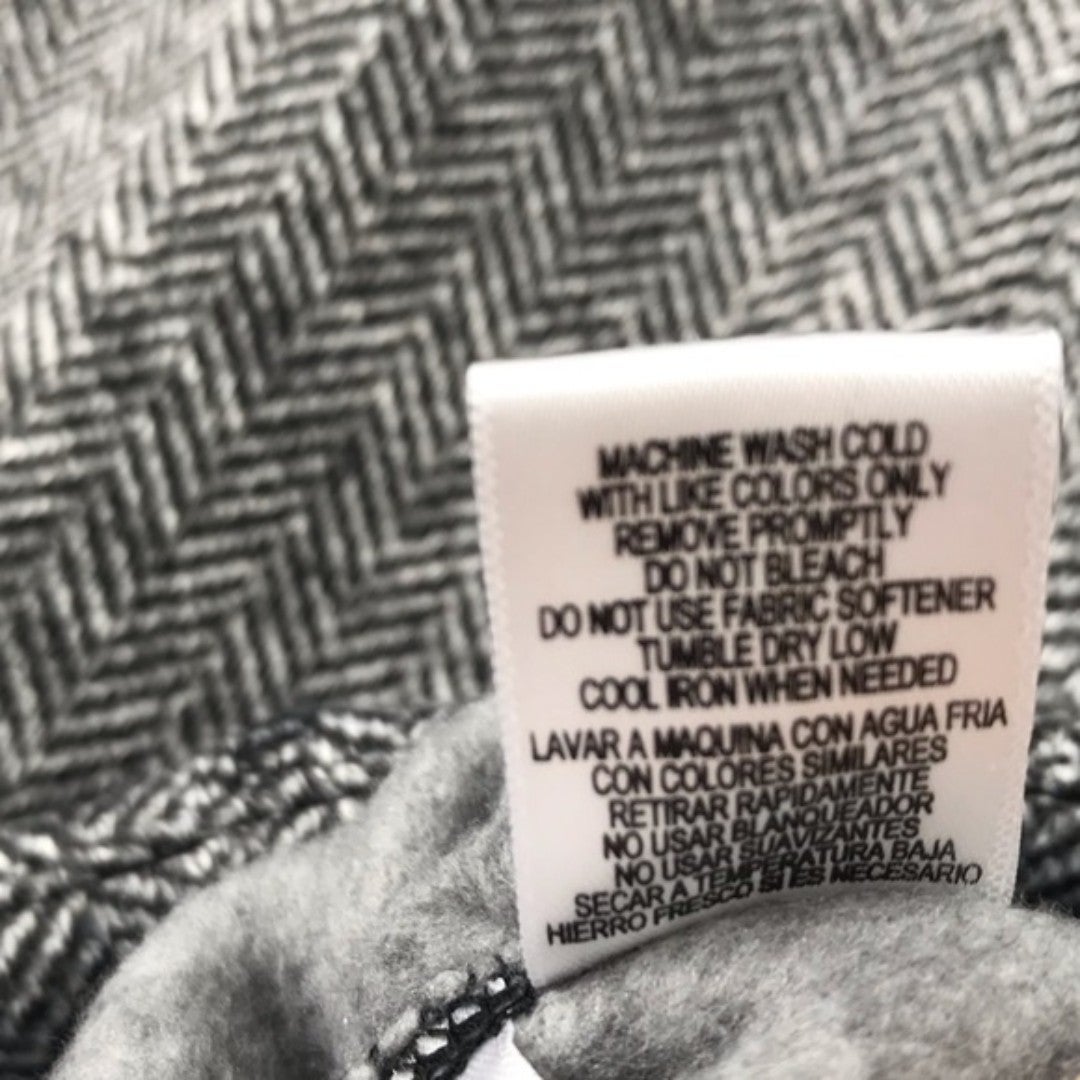 MACHINE WASH COLD
WITH LIKE COLORS ONLY
REMOVE PROMPTLY
DO NOT BLEACH
DO NOT USE FABRIC SOFTENER
TUMBLE DRY LOW
COOL IRON WHEN NEEDED
LAVAR A MAQUINA CON AGUA FRIA
CON COLORES SIMILARES
RETIRAR RAPIDAMENTE
NO USAR BLANQUEADOR
NO USAR SUAVIZANTES
SECAR A TEMPERATURA BAJA
HIERRO FRESCO SI ES NECESARIO